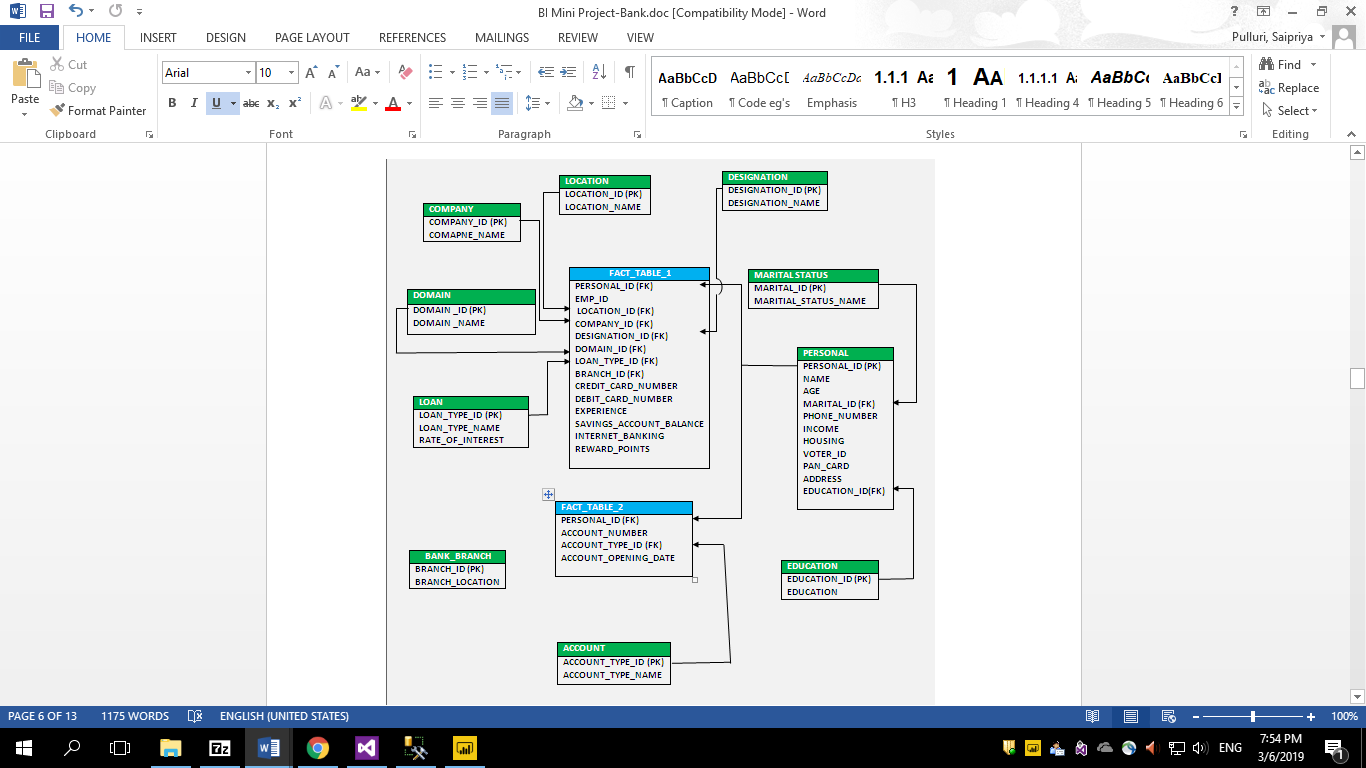 BI Mini Project-Bank.doc [Compatibility Mode] - Word
FILE HOME INSERT DESIGN PAGE LAYOUT REFERENCES MAILINGS REVIEW VIEW Pulluri, Saipriya
Paste
Cut
Copy
Format Painter
Clipboard
Arial 10
Font
Paragraph
AaBbCcD AaBbCcI AaBbCcDc 1.1.1 Aa 1 AA 1.1.1.1 A AaBbCc AaBbCcI
¶ Caption ¶ Code eg's Emphasis ¶ H3 ¶ Heading 1 ¶ Heading 4 ¶ Heading 5 ¶ Heading 6
Styles
Find
Replace
Select
Editing
LOCATION
LOCATION_ID (PK)
LOCATION_NAME
DESIGNATION
DESIGNATION_ID (PK)
DESIGNATION_NAME
COMPANY
COMPANY_ID (PK)
COMAPNE_NAME
FACT_TABLE_1
PERSONAL_ID (FK)
EMP_ID
LOCATION_ID (FK)
COMPANY_ID (FK)
DESIGNATION_ID (FK)
DOMAIN_ID (FK)
LOAN_TYPE_ID (FK)
BRANCH_ID (FK)
CREDIT_CARD_NUMBER
DEBIT_CARD_NUMBER
EXPERIENCE
SAVINGS_ACCOUNT_BALANCE
INTERNET_BANKING
REWARD_POINTS
MARITAL STATUS
MARITAL_ID (PK)
MARITIAL_STATUS_NAME
DOMAIN
DOMAIN _ID (PK)
DOMAIN _NAME
PERSONAL
PERSONAL_ID (PK)
NAME
AGE
MARITAL_ID (FK)
PHONE_NUMBER
INCOME
HOUSING
VOTER_ID
PAN_CARD
ADDRESS
EDUCATION_ID(FK)
LOAN
LOAN_TYPE_ID (PK)
LOAN_TYPE_NAME
RATE_OF_INTEREST
FACT_TABLE_2
PERSONAL_ID (FK)
ACCOUNT_NUMBER
ACCOUNT_TYPE_ID (FK)
ACCOUNT_OPENING_DATE
BANK_BRANCH
BRANCH_ID (PK)
BRANCH_LOCATION
EDUCATION
EDUCATION_ID (PK)
EDUCATION
ACCOUNT
ACCOUNT_TYPE_ID (PK)
ACCOUNT_TYPE_NAME
PAGE 6 OF 13 1175 WORDS ENGLISH (UNITED STATES) 100%
ENG
7:54 PM
3/6/2019